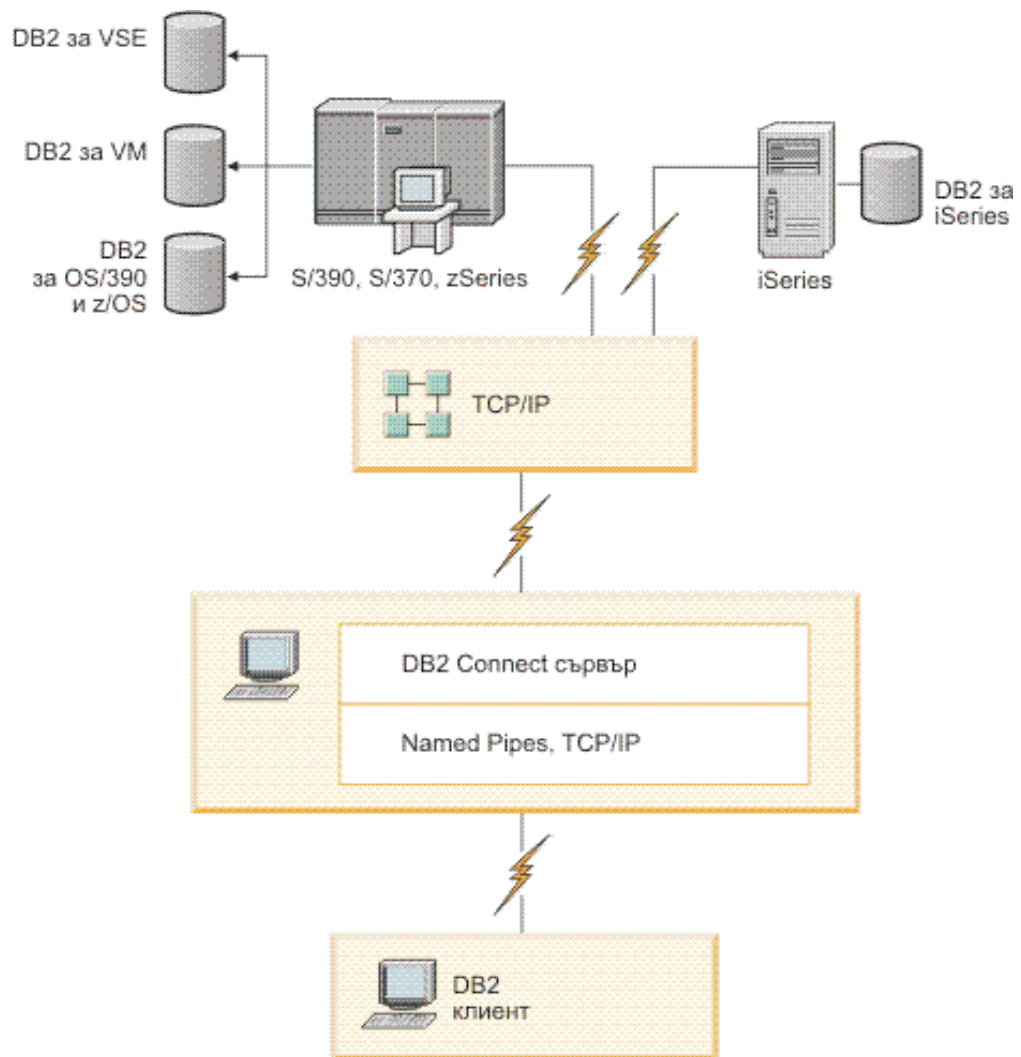 DB2 за VSE
DB2 за VM
DB2
за OS/390
и z/OS
S/390, S/370, zSeries
iSeries
DB2 за
iSeries
TCP/IP
DB2 Connect сървър
Named Pipes, TCP/IP
DB2
клиент